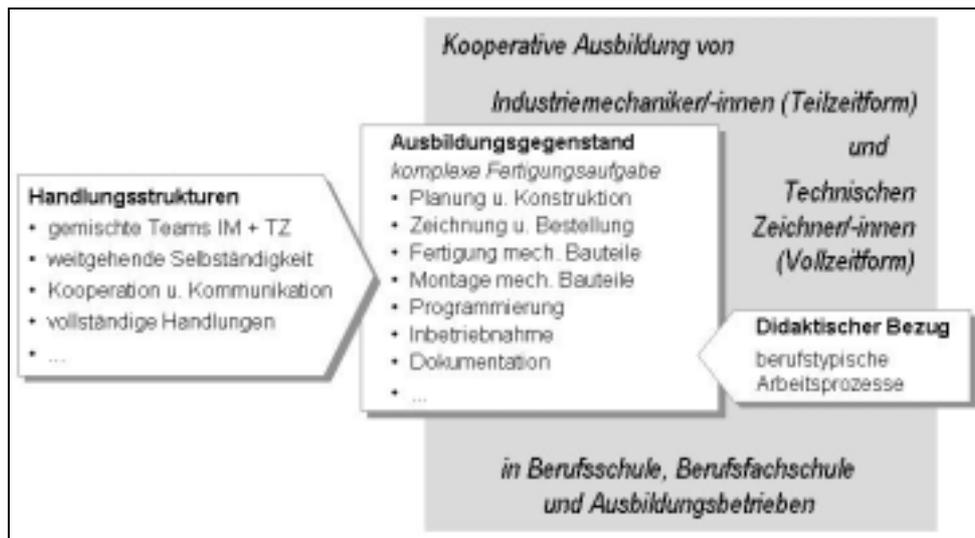 Kooperative Ausbildung von
Industriemechaniker/-innen (Teilzeitform)
und
Technischen
Zeichner/-innen
(Vollzeitform)
Handlungsstrukturen
• gemischte Teams IM + TZ
• weitgehende Selbständigkeit
• Kooperation u. Kommunikation
• vollständige Handlungen
• ...
Ausbildungsgegenstand
komplexe Fertigungsaufgabe
• Planung u. Konstruktion
• Zeichnung u. Bestellung
• Fertigung mech. Bauteile
• Montage mech. Bauteile
• Programmierung
• Inbetriebnahme
• Dokumentation
• ...
Didaktischer Bezug
berufstypische
Arbeitsprozesse
in Berufsschule, Berufsfachschule
und Ausbildungsbetrieben